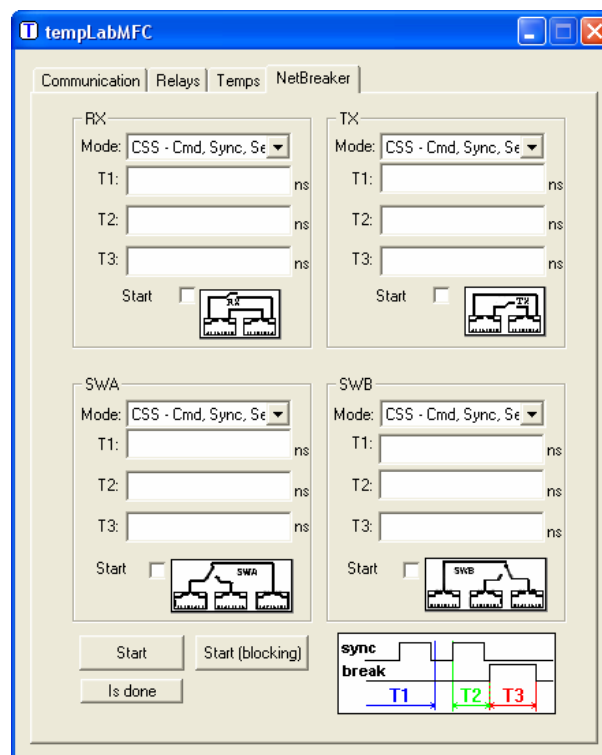 T tempLabMFC
Communication Relays Temps NetBreaker
RX
Mode: CSS - Cmd, Sync, Se
T1: ns
T2: ns
T3: ns
Start
RX
TX
Mode: CSS - Cmd, Sync, Se
T1: ns
T2: ns
T3: ns
Start
TX
SWA
Mode: CSS - Cmd, Sync, Se
T1: ns
T2: ns
T3: ns
Start
SWA
SWB
Mode: CSS - Cmd, Sync, Se
T1: ns
T2: ns
T3: ns
Start
SWB
Start Start (blocking)
Is done
sync
break
T1 T2 T3